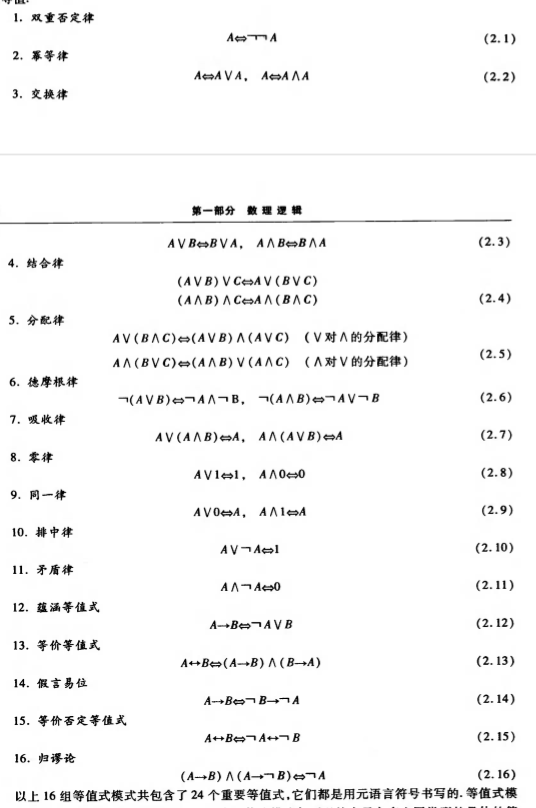 1. 双重否定律
A⇔¬¬A (2.1)
2. 幂等律
A⇔A∨A, A⇔A∧A (2.2)
3. 交换律
第一部分 数理逻辑
A∨B⇔B∨A, A∧B⇔B∧A (2.3)
4. 结合律
(A∨B)∨C⇔A∨(B∨C)
(A∧B)∧C⇔A∧(B∧C) (2.4)
5. 分配律
A∨(B∧C)⇔(A∨B)∧(A∨C) (∨对∧的分配律)
A∧(B∨C)⇔(A∧B)∨(A∧C) (∧对∨的分配律) (2.5)
6. 德摩根律
¬(A∨B)⇔¬A∧¬B, ¬(A∧B)⇔¬A∨¬B (2.6)
7. 吸收律
A∨(A∧B)⇔A, A∧(A∨B)⇔A (2.7)
8. 零律
A∨1⇔1, A∧0⇔0 (2.8)
9. 同一律
A∨0⇔A, A∧1⇔A (2.9)
10. 排中律
A∨¬A⇔1 (2.10)
11. 矛盾律
A∧¬A⇔0 (2.11)
12. 蕴涵等值式
A→B⇔¬A∨B (2.12)
13. 等价等值式
A↔B⇔(A→B)∧(B→A) (2.13)
14. 假言易位
A→B⇔¬B→¬A (2.14)
15. 等价否定等值式
A↔B⇔¬A↔¬B (2.15)
16. 归谬论
(A→B)∧(A→¬B)⇔¬A (2.16)
以上 16 组等值式模式共包含了 24 个重要等值式,它们都是用元语言符号书写的. 等值式模